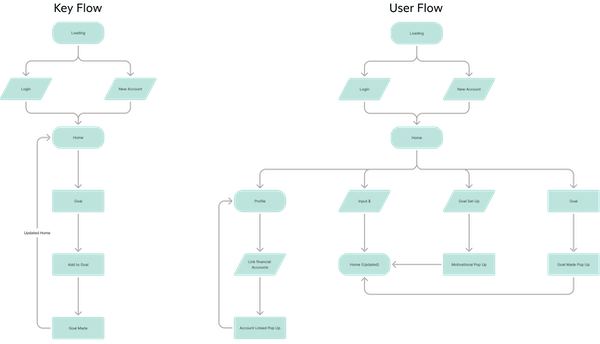 Key Flow
User Flow
Loading
Login
New Account
Home
Goal
Updated Home
Add to Goal
Goal Made
Loading
Login
New Account
Home
Profile
Input $
Goal Set Up
Goal
Link financial
Accounts
Home (Updated)
Motivational Pop Up
Goal Made Pop Up
Account Linked Pop Up